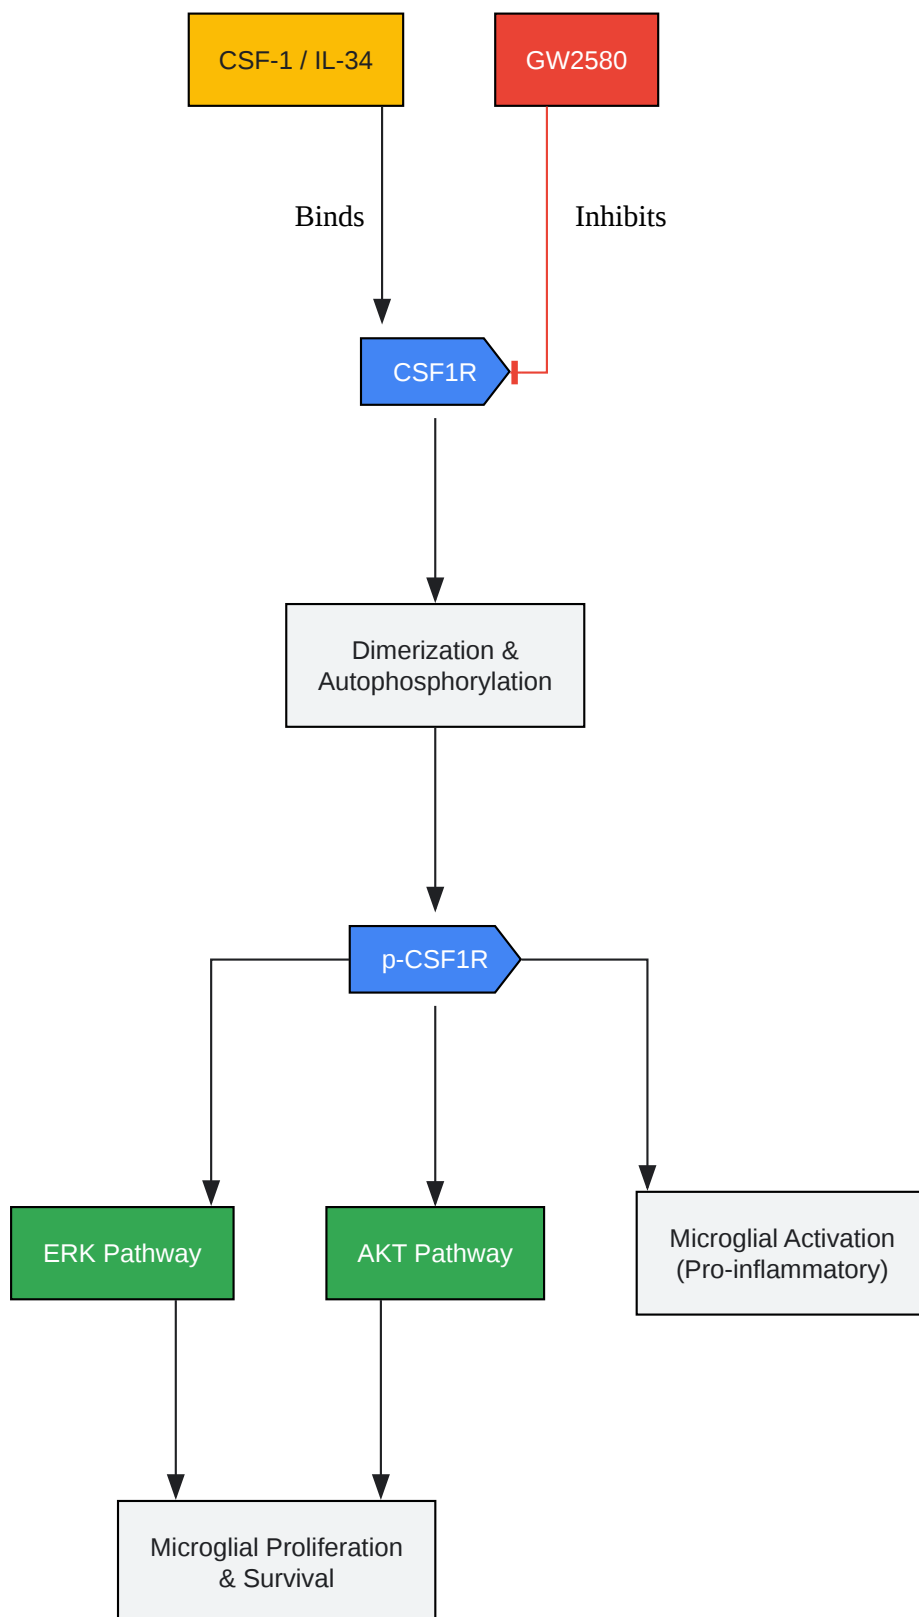 CSF-1 / IL-34
GW2580
Binds
Inhibits
CSF1R
Dimerization &
Autophosphorylation
p-CSF1R
ERK Pathway
AKT Pathway
Microglial Activation
(Pro-inflammatory)
Microglial Proliferation
& Survival